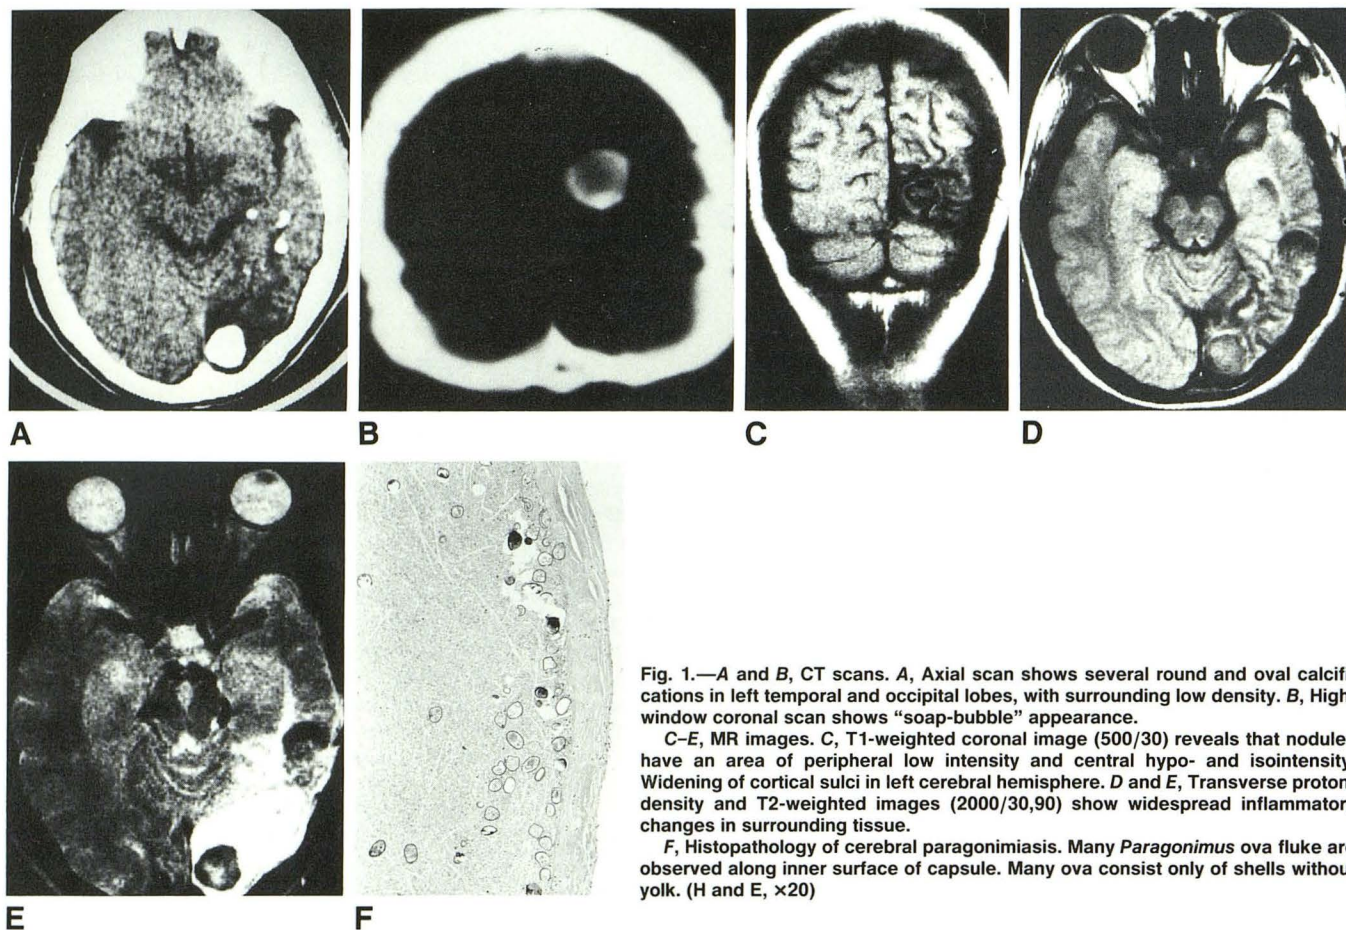 A
B
C
D
E
F
Fig. 1.—A and B, CT scans. A, Axial scan shows several round and oval calcifi
cations in left temporal and occipital lobes, with surrounding low density. B, High
window coronal scan shows “soap-bubble” appearance.
C–E, MR images. C, T1-weighted coronal image (500/30) reveals that nodule
have an area of peripheral low intensity and central hypo- and isointensity
Widening of cortical sulci in left cerebral hemisphere. D and E, Transverse proton
density and T2-weighted images (2000/30,90) show widespread inflammator
changes in surrounding tissue.
F, Histopathology of cerebral paragonimiasis. Many Paragonimus ova fluke are
observed along inner surface of capsule. Many ova consist only of shells withou
yolk. (H and E, ×20)